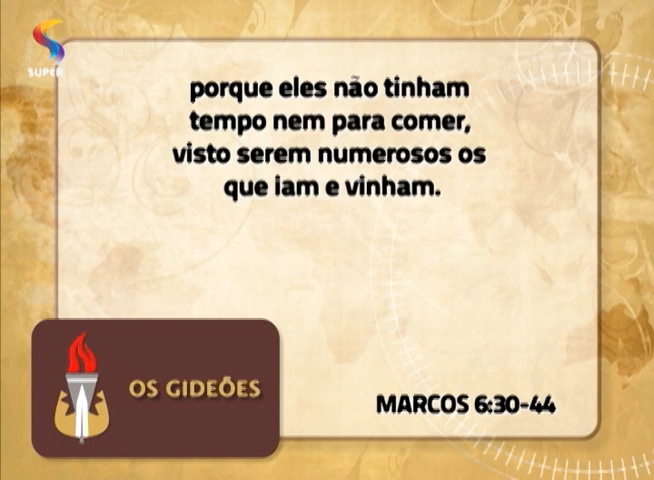 SUPER
porque eles não tinham
tempo nem para comer,
visto serem numerosos os
que iam e vinham.
OS GIDEÕES
MARCOS 6:30-44